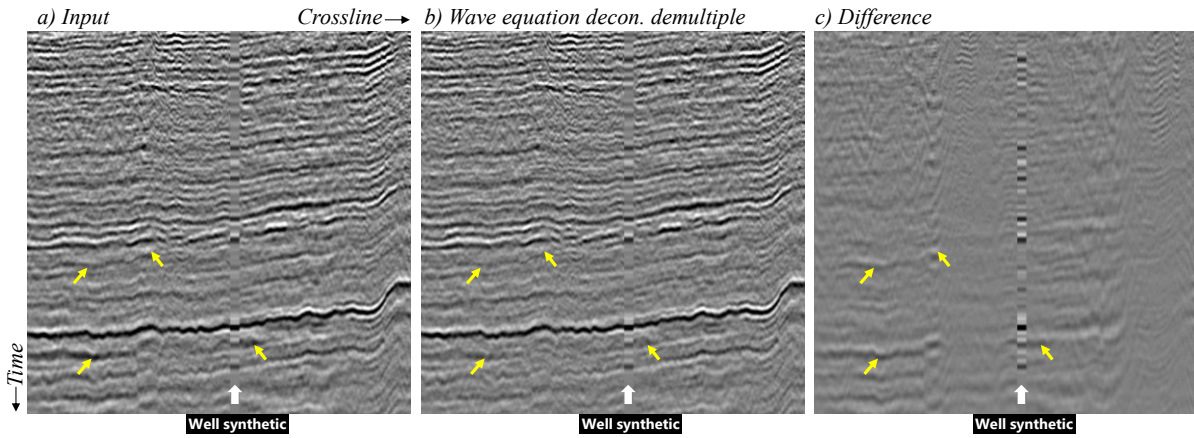 a) Input
Crossline
b) Wave equation decon. demultiple
c) Difference
Time
Well synthetic
Well synthetic
Well synthetic